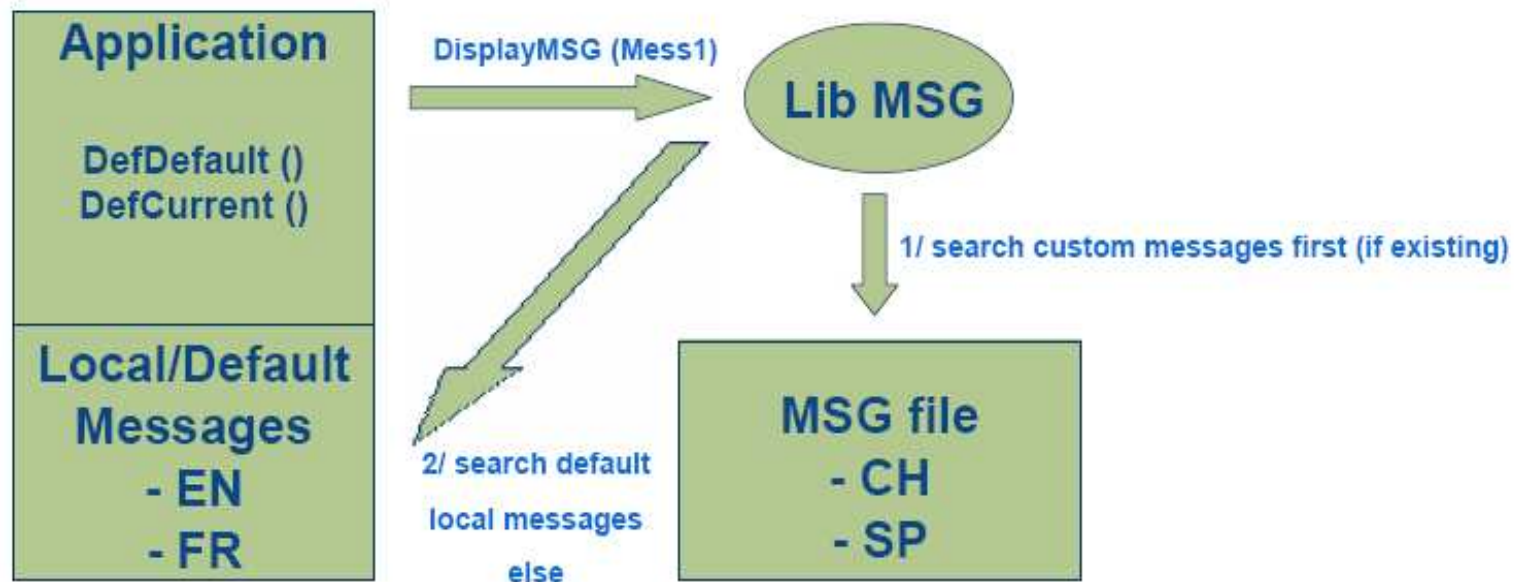 Application
DefDefault ()
DefCurrent ()
DisplayMSG (Mess1)
Lib MSG
1/ search custom messages first (if existing)
2/ search default
local messages
else
Local/Default
Messages
- EN
- FR
MSG file
- CH
- SP